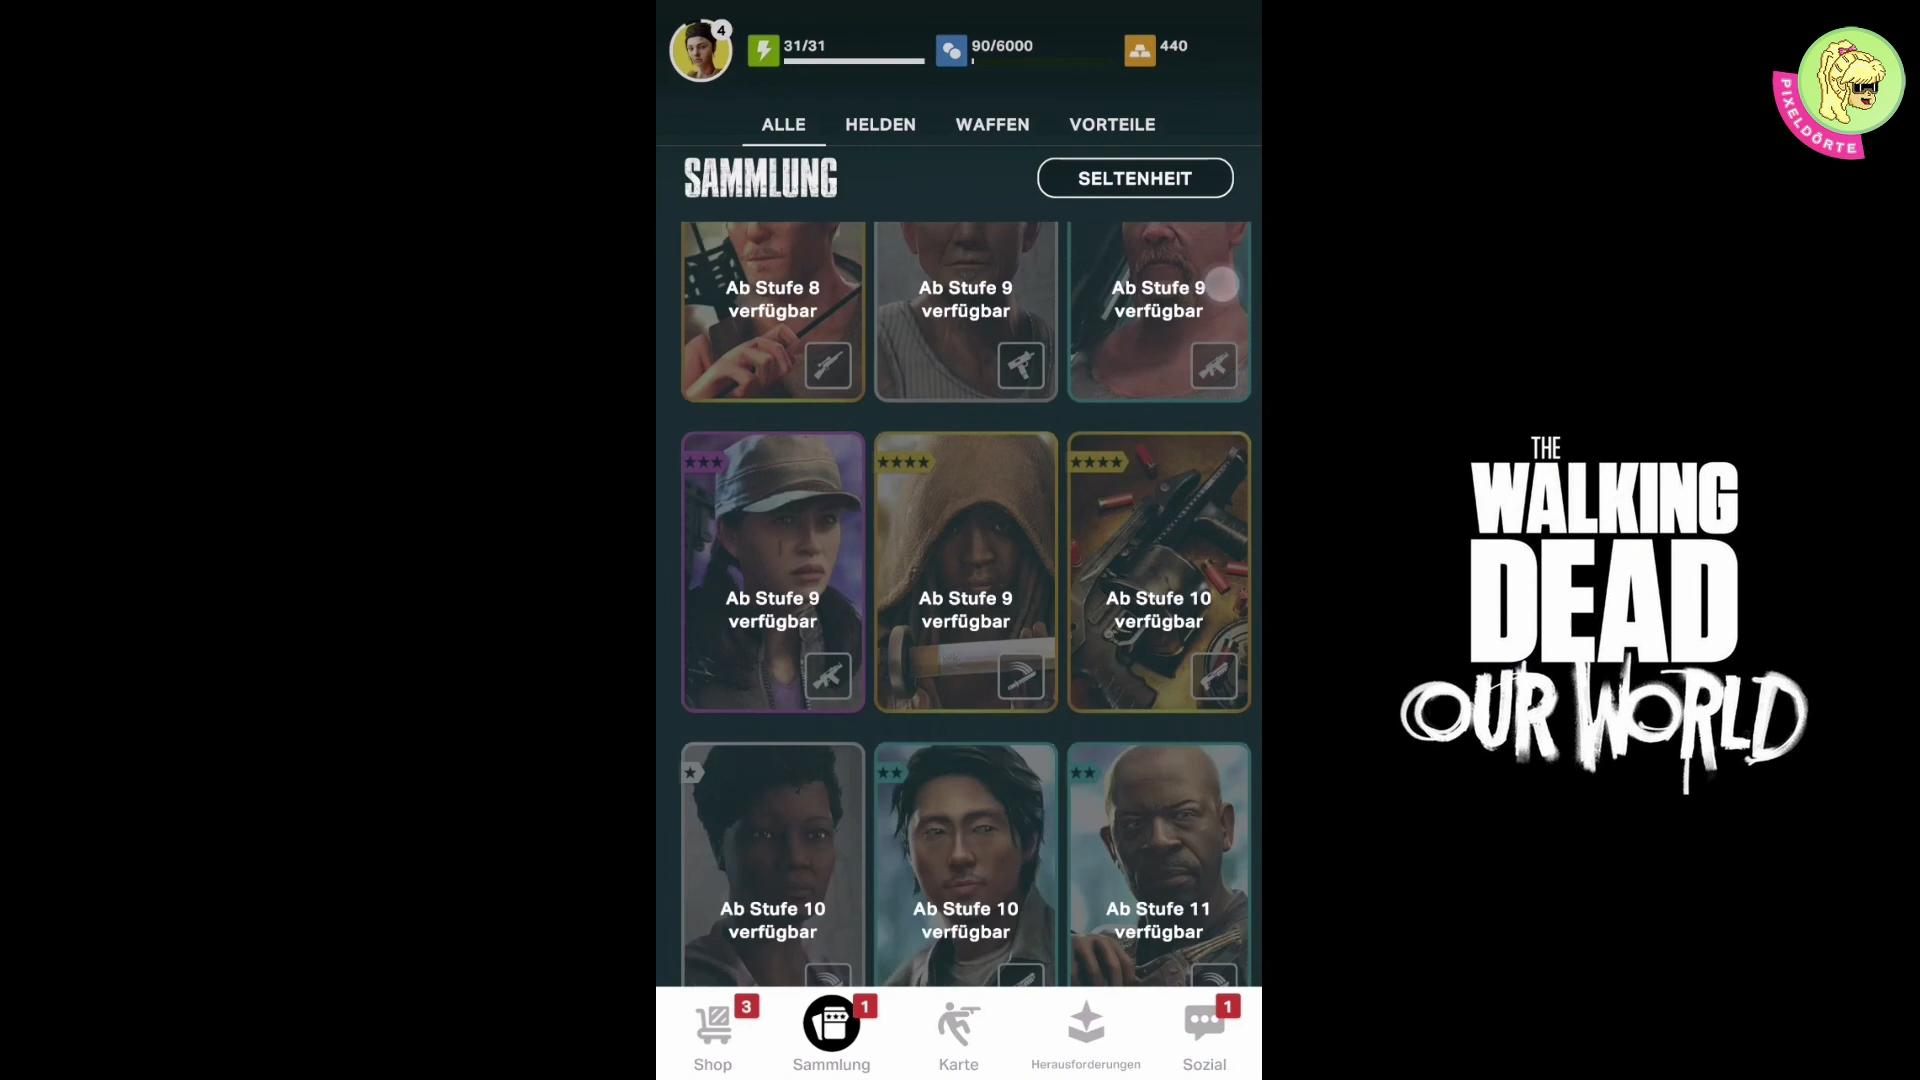 4
31/31
90/6000
440
ALLE HELDEN WAFFEN VORTEILE
SAMMLUNG
SELTENHEIT
Ab Stufe 8
verfügbar
Ab Stufe 9
verfügbar
Ab Stufe 9
verfügbar
Ab Stufe 9
verfügbar
Ab Stufe 9
verfügbar
Ab Stufe 10
verfügbar
Ab Stufe 10
verfügbar
Ab Stufe 10
verfügbar
Ab Stufe 11
verfügbar
3
1
1
Shop Sammlung Karte Herausforderungen Sozial
PIXELDÖRTE
THE
WALKING
DEAD
OUR WORLD